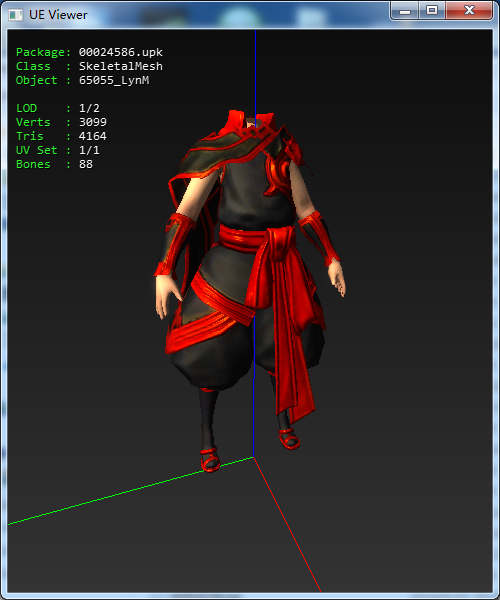 UE Viewer
Package: 00024586.upk
Class : SkeletalMesh
Object : 65055_LynM
LOD : 1/2
Verts : 3099
Tris : 4164
UV Set : 1/1
Bones : 88